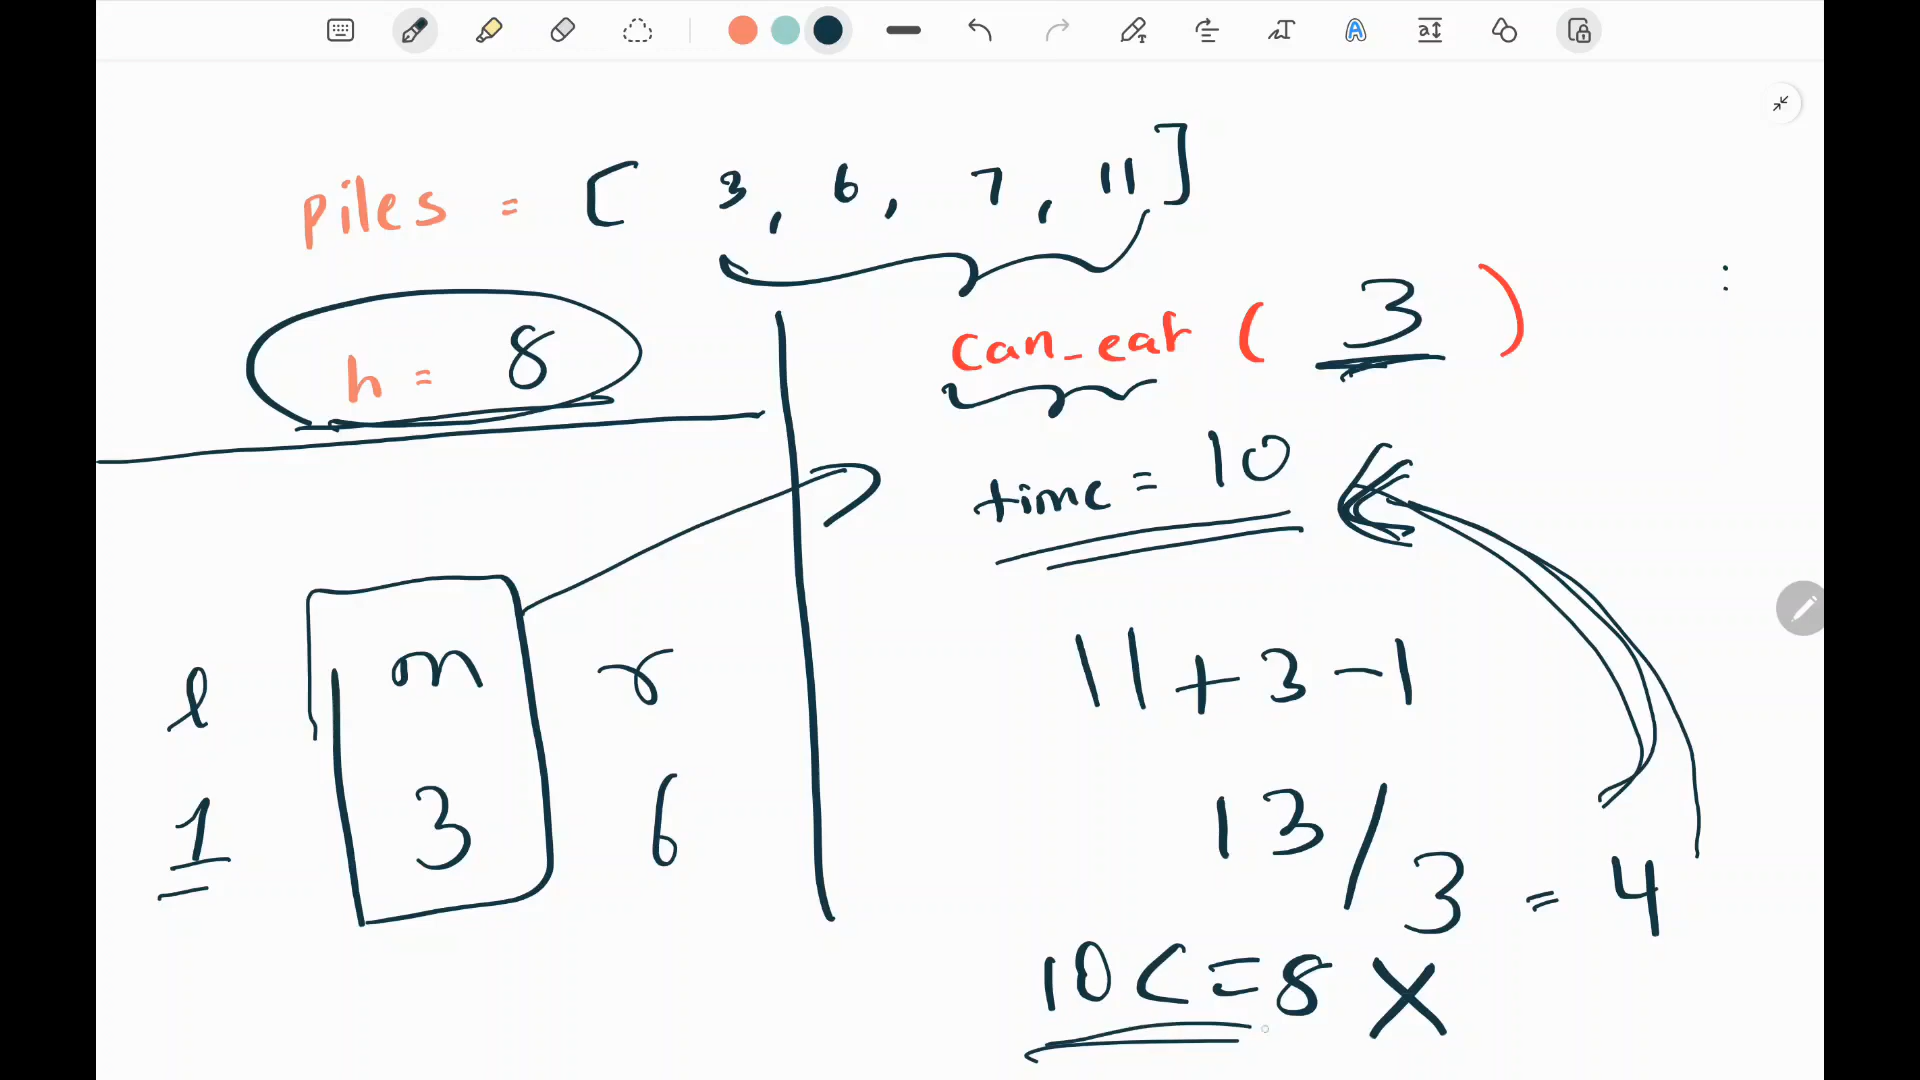 piles = [ 3, 6, 7, 11 ]
h = 8
can_eat ( 3 ) :
time = 10
l m r
1 3 6
11 + 3 - 1
13 / 3 = 4
10 <= 8 X